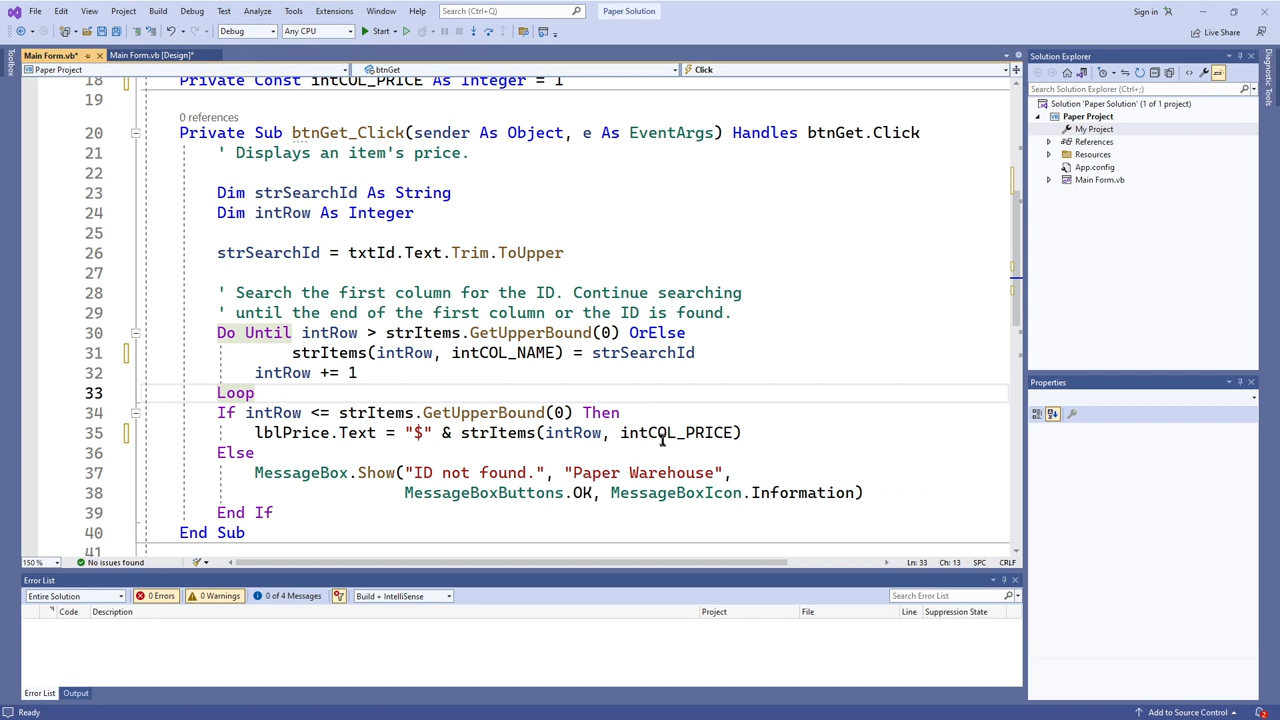 File Edit View Project Build Debug Test Analyze Tools Extensions Window Help Search (Ctrl+Q) Paper Solution Sign in
Debug Any CPU Start Live Share
Main Form.vb* Main Form.vb [Design]*
Paper Project btnGet Click
18 Private Const intCOL_PRICE As Integer = 1
19
0 references
20 Private Sub btnGet_Click(sender As Object, e As EventArgs) Handles btnGet.Click
21 ' Displays an item's price.
22
23 Dim strSearchId As String
24 Dim intRow As Integer
25
26 strSearchId = txtId.Text.Trim.ToUpper
27
28 ' Search the first column for the ID. Continue searching
29 ' until the end of the first column or the ID is found.
30 Do Until intRow > strItems.GetUpperBound(0) OrElse
31 strItems(intRow, intCOL_NAME) = strSearchId
32 intRow += 1
33 Loop
34 If intRow <= strItems.GetUpperBound(0) Then
35 lblPrice.Text = "$" & strItems(intRow, intCOL_PRICE)
36 Else
37 MessageBox.Show("ID not found.", "Paper Warehouse",
38 MessageBoxButtons.OK, MessageBoxIcon.Information)
39 End If
40 End Sub
41
150 % No issues found Ln: 33 Ch: 13 SPC CRLF
Toolbox
Solution Explorer
Search Solution Explorer (Ctrl+;)
Solution 'Paper Solution' (1 of 1 project)
Paper Project
My Project
References
Resources
App.config
Main Form.vb
Properties
Diagnostic Tools
Error List
Entire Solution 0 Errors 0 Warnings 0 of 4 Messages Build + IntelliSense Search Error List
Code Description Project File Line Suppression State
Error List Output
Ready Add to Source Control 2